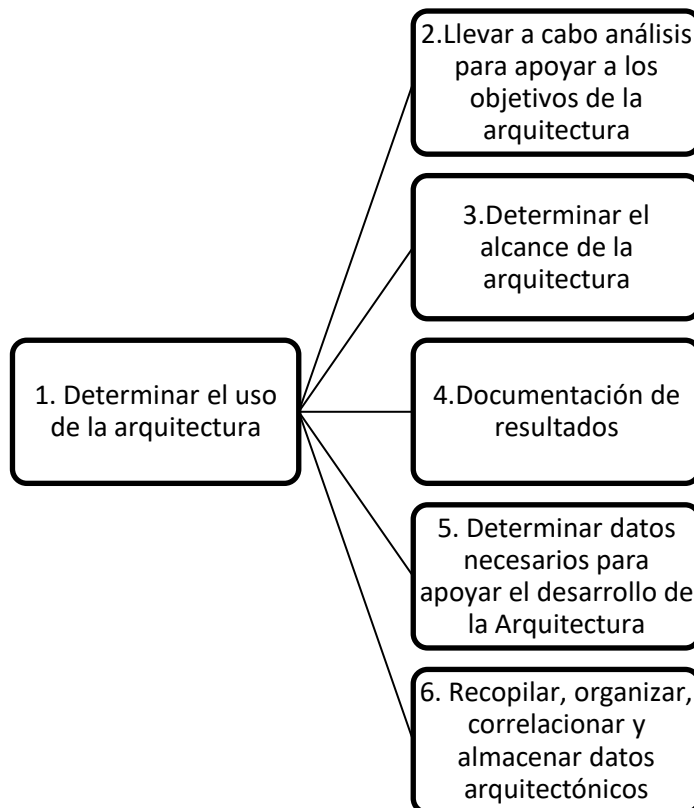 2.Llevar a cabo análisis
para apoyar a los
objetivos de la
arquitectura
3.Determinar el
alcance de la
arquitectura
1. Determinar el uso
de la arquitectura
4.Documentación de
resultados
5. Determinar datos
necesarios para
apoyar el desarrollo de
la Arquitectura
6. Recopilar, organizar,
correlacionar y
almacenar datos
arquitectónicos